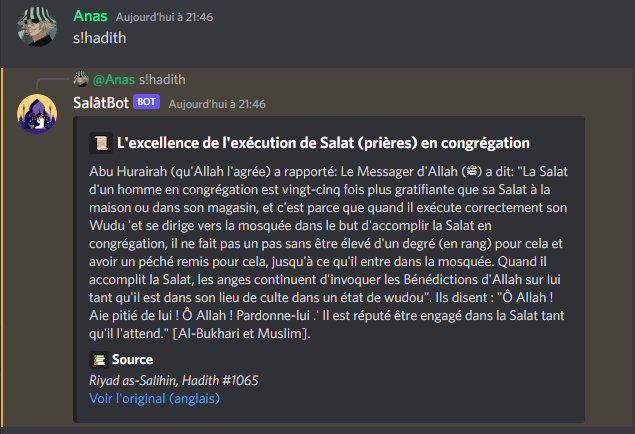 Anas Aujourd'hui à 21:46
s!hadith
@Anas s!hadith
SalâtBot BOT Aujourd'hui à 21:46
L'excellence de l'exécution de Salat (prières) en congrégation
Abu Hurairah (qu'Allah l'agrée) a rapporté: Le Messager d'Allah (ﷺ) a dit: "La Salat
d'un homme en congrégation est vingt-cinq fois plus gratifiante que sa Salat à la
maison ou dans son magasin, et c'est parce que quand il exécute correctement son
Wudu 'et se dirige vers la mosquée dans le but d'accomplir la Salat en
congrégation, il ne fait pas un pas sans être élevé d'un degré (en rang) pour cela et
avoir un péché remis pour cela, jusqu'à ce qu'il entre dans la mosquée. Quand il
accomplit la Salat, les anges continuent d'invoquer les Bénédictions d'Allah sur lui
tant qu'il est dans son lieu de culte dans un état de wudou". Ils disent : "Ô Allah !
Aie pitié de lui ! Ô Allah ! Pardonne-lui .' Il est réputé être engagé dans la Salat tant
qu'il l'attend." [Al-Bukhari et Muslim].
Source
Riyad as-Salihin, Hadith #1065
Voir l'original (anglais)